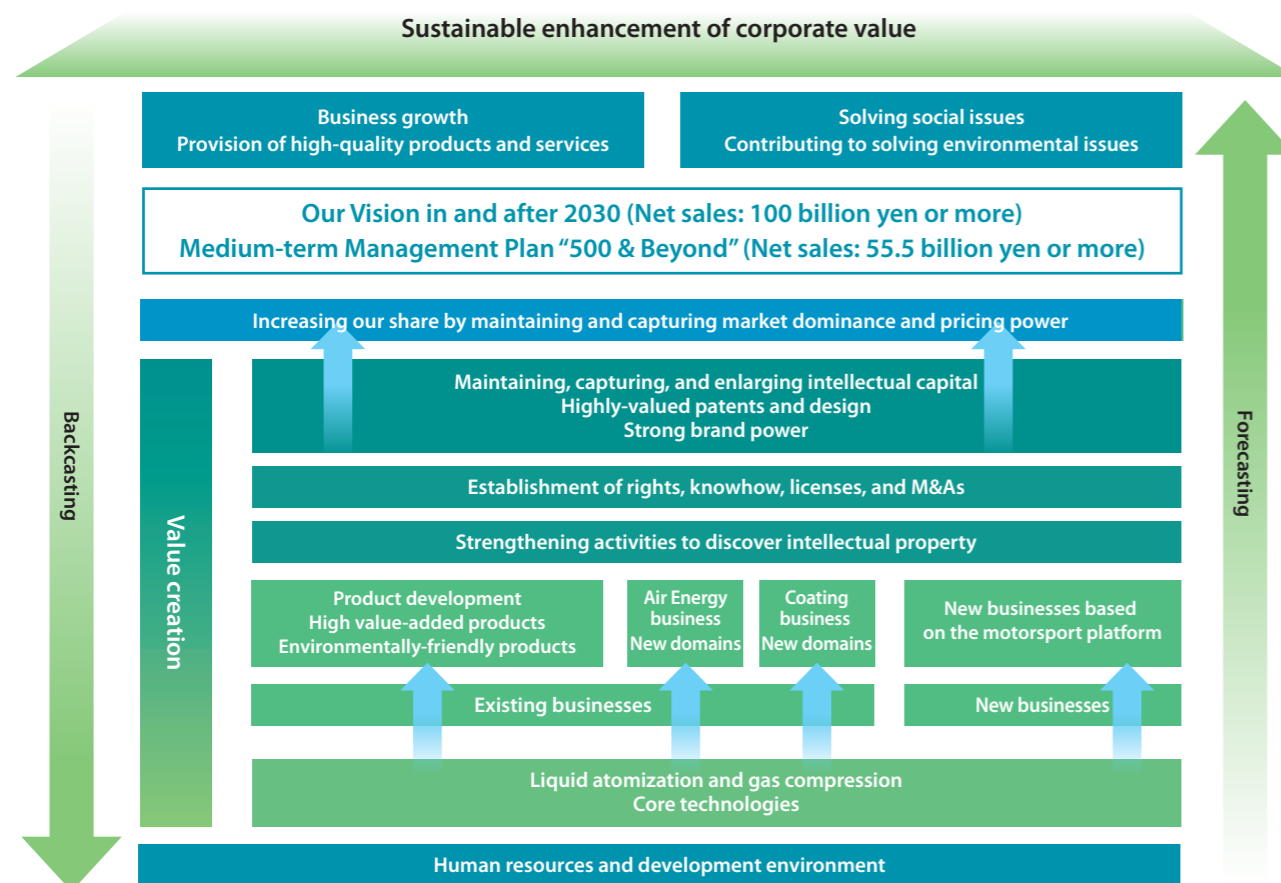 Sustainable enhancement of corporate value
Business growth
Provision of high-quality products and services
Solving social issues
Contributing to solving environmental issues
Our Vision in and after 2030 (Net sales: 100 billion yen or more)
Medium-term Management Plan “500 & Beyond” (Net sales: 55.5 billion yen or more)
Increasing our share by maintaining and capturing market dominance and pricing power
Backcasting
Forecasting
Value creation
Maintaining, capturing, and enlarging intellectual capital
Highly-valued patents and design
Strong brand power
Establishment of rights, knowhow, licenses, and M&As
Strengthening activities to discover intellectual property
Product development
High value-added products
Environmentally-friendly products
Air Energy
business
New domains
Coating
business
New domains
New businesses based
on the motorsport platform
Existing businesses
New businesses
Liquid atomization and gas compression
Core technologies
Human resources and development environment